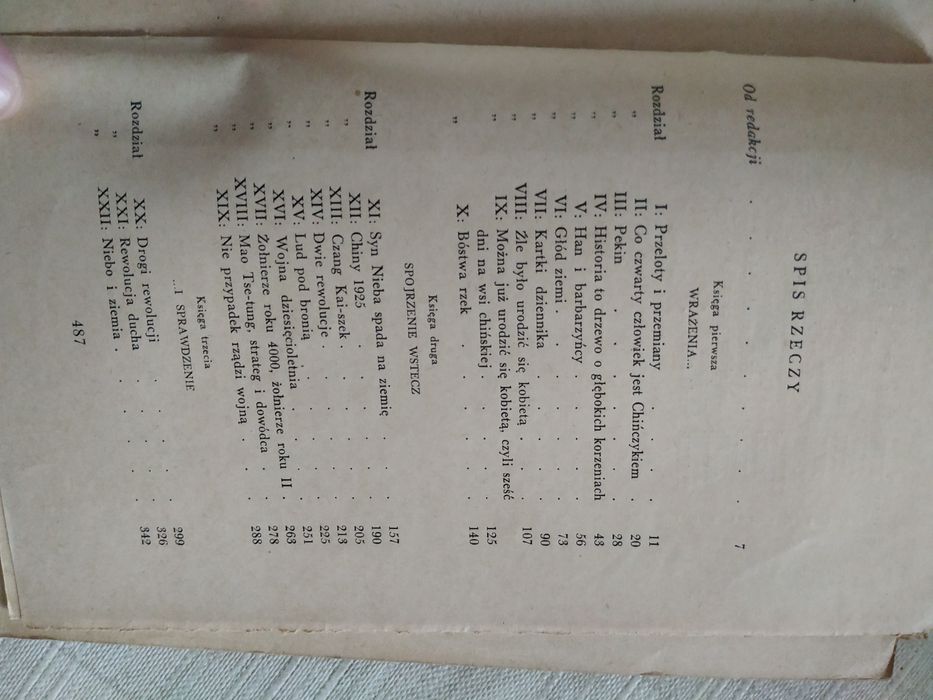 SPIS RZECZY
Od redakcji . . . . . . . . 7
Księga pierwsza
WRAŻENIA...
Rozdział I: Przeloty i przemiany . . . . 11
„ II: Co czwarty człowiek jest Chińczykiem . 20
„ III: Pekin . . . . . . 28
„ IV: Historia to drzewo o głębokich korzeniach 43
„ V: Han i barbarzyńcy . . . . 56
„ VI: Głód ziemi . . . . . 73
„ VII: Kartki dziennika . . . . 90
„ VIII: Źle było urodzić się kobietą . . . 107
„ IX: Można już urodzić się kobietą, czyli sześć
dni na wsi chińskiej . . . . 125
„ X: Bóstwa rzek . . . . . 140
Księga druga
SPOJRZENIE WSTECZ
Rozdział XI: Syn Nieba spada na ziemię . . . 157
„ XII: Chiny 1925 . . . . . 190
„ XIII: Czang Kai-szek . . . . . 205
„ XIV: Dwie rewolucje . . . . . 213
„ XV: Lud pod bronią . . . . . 225
„ XVI: Wojna dziesięcioletnia . . . . 251
„ XVII: Żołnierze roku 4000, żołnierze roku II . 263
„ XVIII: Mao Tse-tung, strateg i dowódca . . 278
„ XIX: Nie przypadek rządzi wojną . . . 288
Księga trzecia
...I SPRAWDZENIE
Rozdział XX: Drogi rewolucji . . . . . 299
„ XXI: Rewolucja ducha . . . . 326
„ XXII: Niebo i ziemia . . . . . 342
487